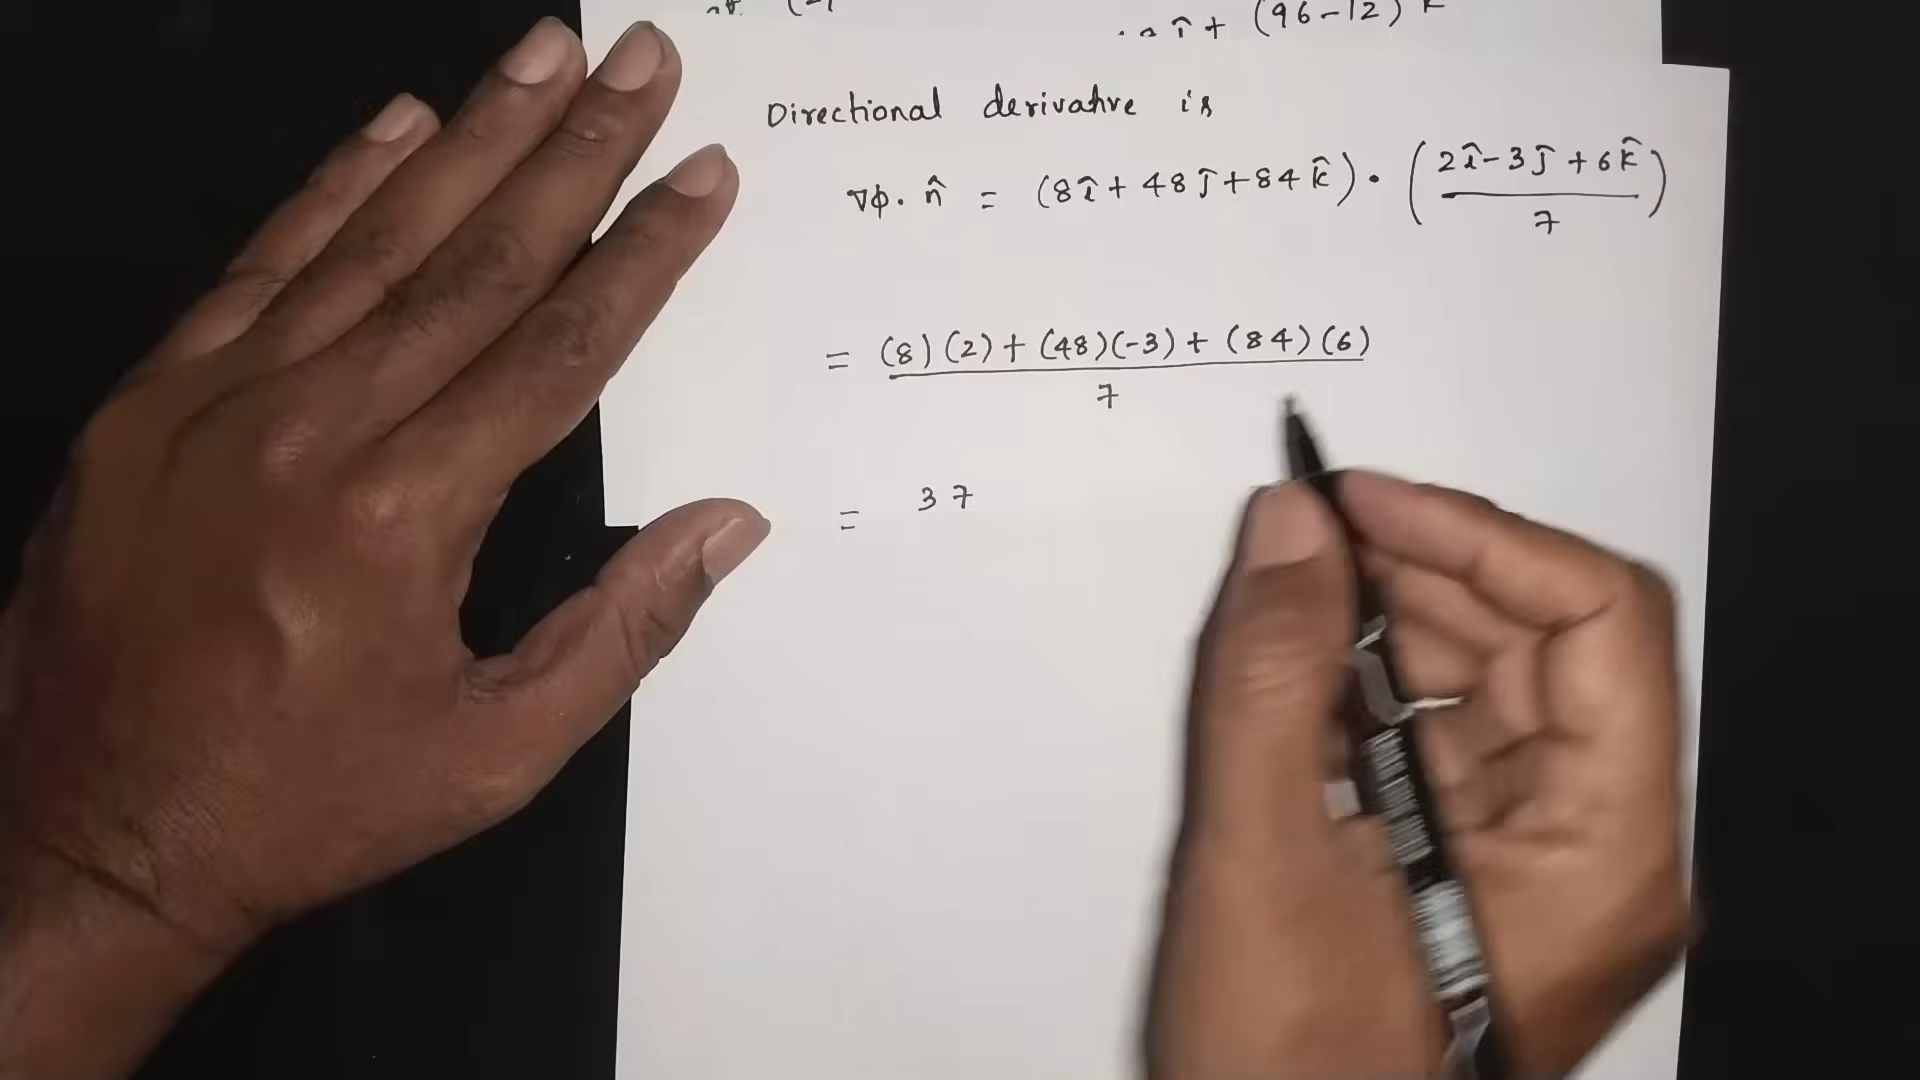 î + (96-12) k
Directional derivative is
∇ϕ. n̂ = (8î + 48ĵ + 84k̂) · (2î - 3ĵ + 6k̂ / 7)
= (8)(2) + (48)(-3) + (84)(6) / 7
= 37